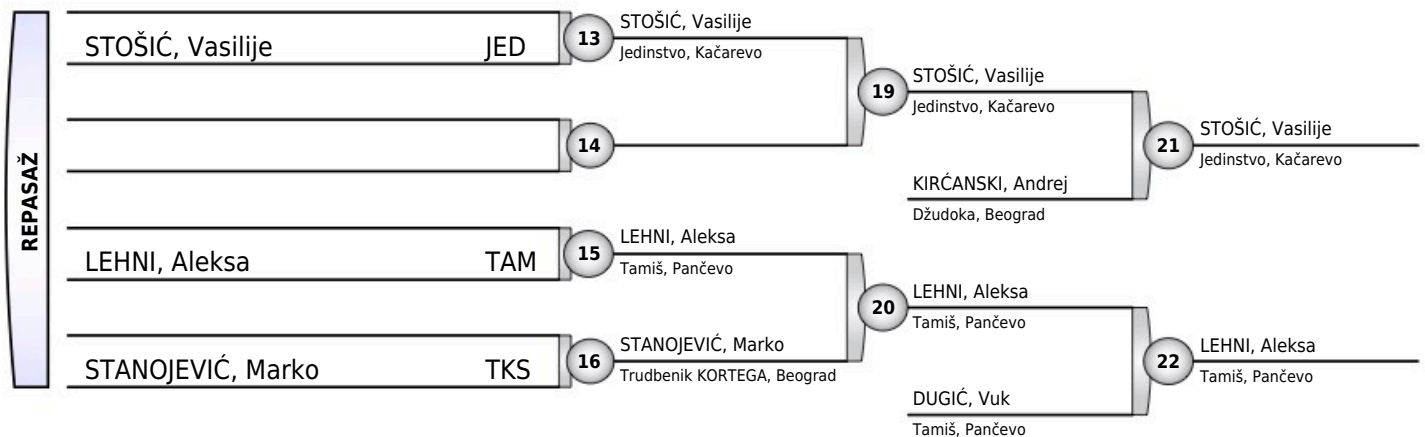 REPASAŽ
STOŠIĆ, Vasilije JED
13
STOŠIĆ, Vasilije
Jedinstvo, Kačarevo
14
19
STOŠIĆ, Vasilije
Jedinstvo, Kačarevo
KIRĆANSKI, Andrej
Džudoka, Beograd
21
STOŠIĆ, Vasilije
Jedinstvo, Kačarevo
LEHNI, Aleksa TAM
15
LEHNI, Aleksa
Tamiš, Pančevo
STANOJEVIĆ, Marko TKS
16
STANOJEVIĆ, Marko
Trudbenik KORTEGA, Beograd
20
LEHNI, Aleksa
Tamiš, Pančevo
DUGIĆ, Vuk
Tamiš, Pančevo
22
LEHNI, Aleksa
Tamiš, Pančevo